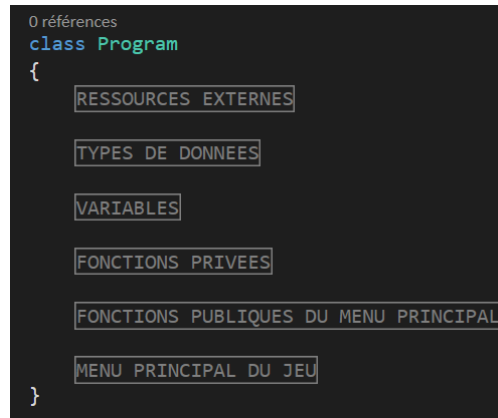 0 références
class Program
{
RESSOURCES EXTERNES
TYPES DE DONNEES
VARIABLES
FONCTIONS PRIVEES
FONCTIONS PUBLIQUES DU MENU PRINCIPAL
MENU PRINCIPAL DU JEU
}